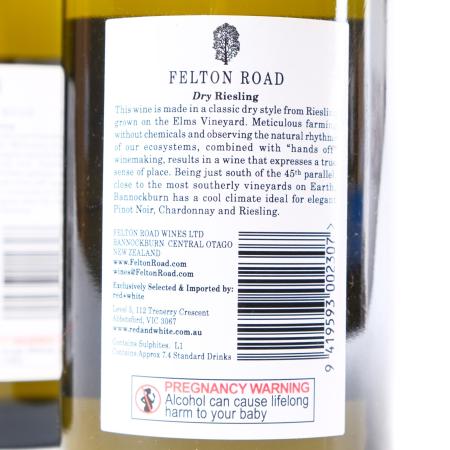 FELTON ROAD
Dry Riesling
This wine is made in a classic dry style from Riesling
grown on the Elms Vineyard. Meticulous farming
without chemicals and observing the natural rhythms
of our ecosystems, combined with "hands off"
winemaking, results in a wine that expresses a true
sense of place. Being just south of the 45th parallel
close to the most southerly vineyards on Earth
Bannockburn has a cool climate ideal for elegant
Pinot Noir, Chardonnay and Riesling.
FELTON ROAD WINES LTD
BANNOCKBURN CENTRAL OTAGO
NEW ZEALAND
www.FeltonRoad.com
wines@FeltonRoad.com
Exclusively Selected & Imported by:
red+white
Level 5, 112 Trenerry Crescent
Abbotsford, VIC 3067
www.redandwhite.com.au
Contains Sulphites. L1
Contains Approx 7.4 Standard Drinks
9 419593 002307 >
PREGNANCY WARNING
Alcohol can cause lifelong
harm to your baby